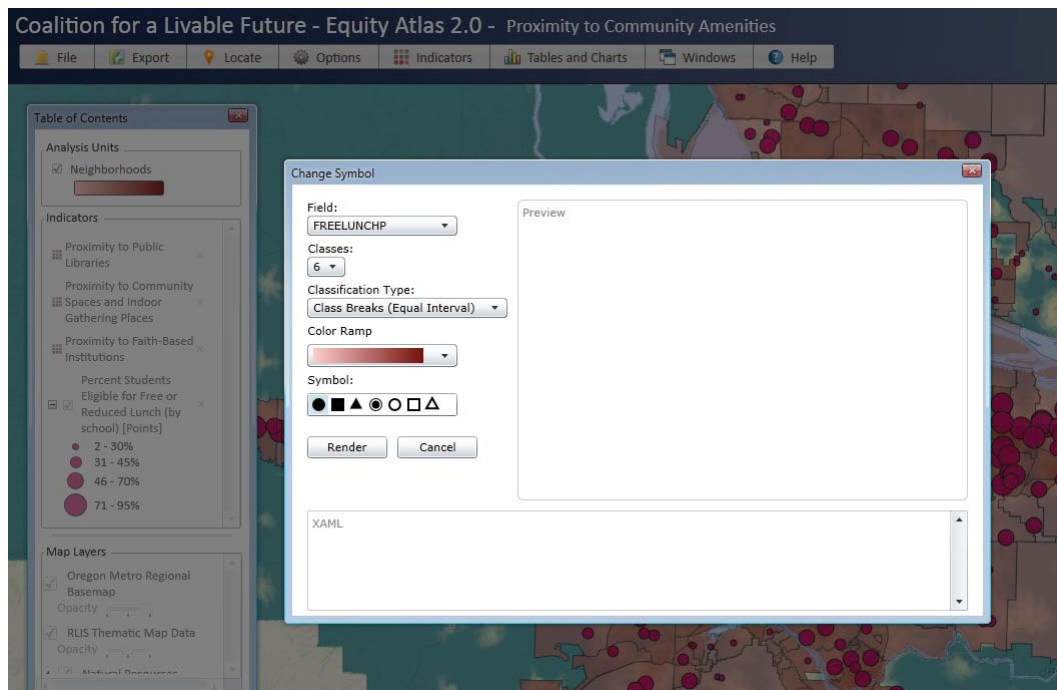 Coalition for a Livable Future - Equity Atlas 2.0 - Proximity to Community Amenities
File Export Locate Options Indicators Tables and Charts Windows Help
Table of Contents
Analysis Units
Neighborhoods
Indicators
Proximity to Public
Libraries
Proximity to Community
Spaces and Indoor
Gathering Places
Proximity to Faith-Based
Institutions
Percent Students
Eligible for Free or
Reduced Lunch (by
school) [Points]
2 - 30%
31 - 45%
46 - 70%
71 - 95%
Map Layers
Oregon Metro Regional
Basemap
Opacity
RLIS Thematic Map Data
Opacity
Natural Resources
Change Symbol
Field:
FREELUNCHP
Classes:
6
Classification Type:
Class Breaks (Equal Interval)
Color Ramp
Symbol:
Render Cancel
Preview
XAML